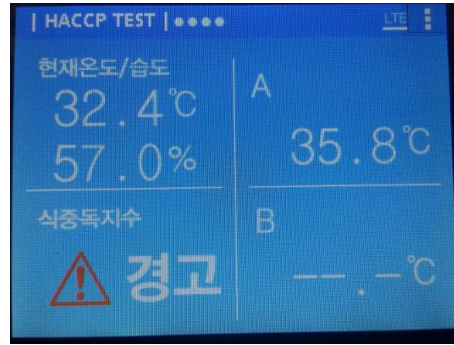 | HACCP TEST | ●●●● LTE
현재온도/습도
32.4℃
57.0%
A
35.8℃
식중독지수
경고
B
--.-℃